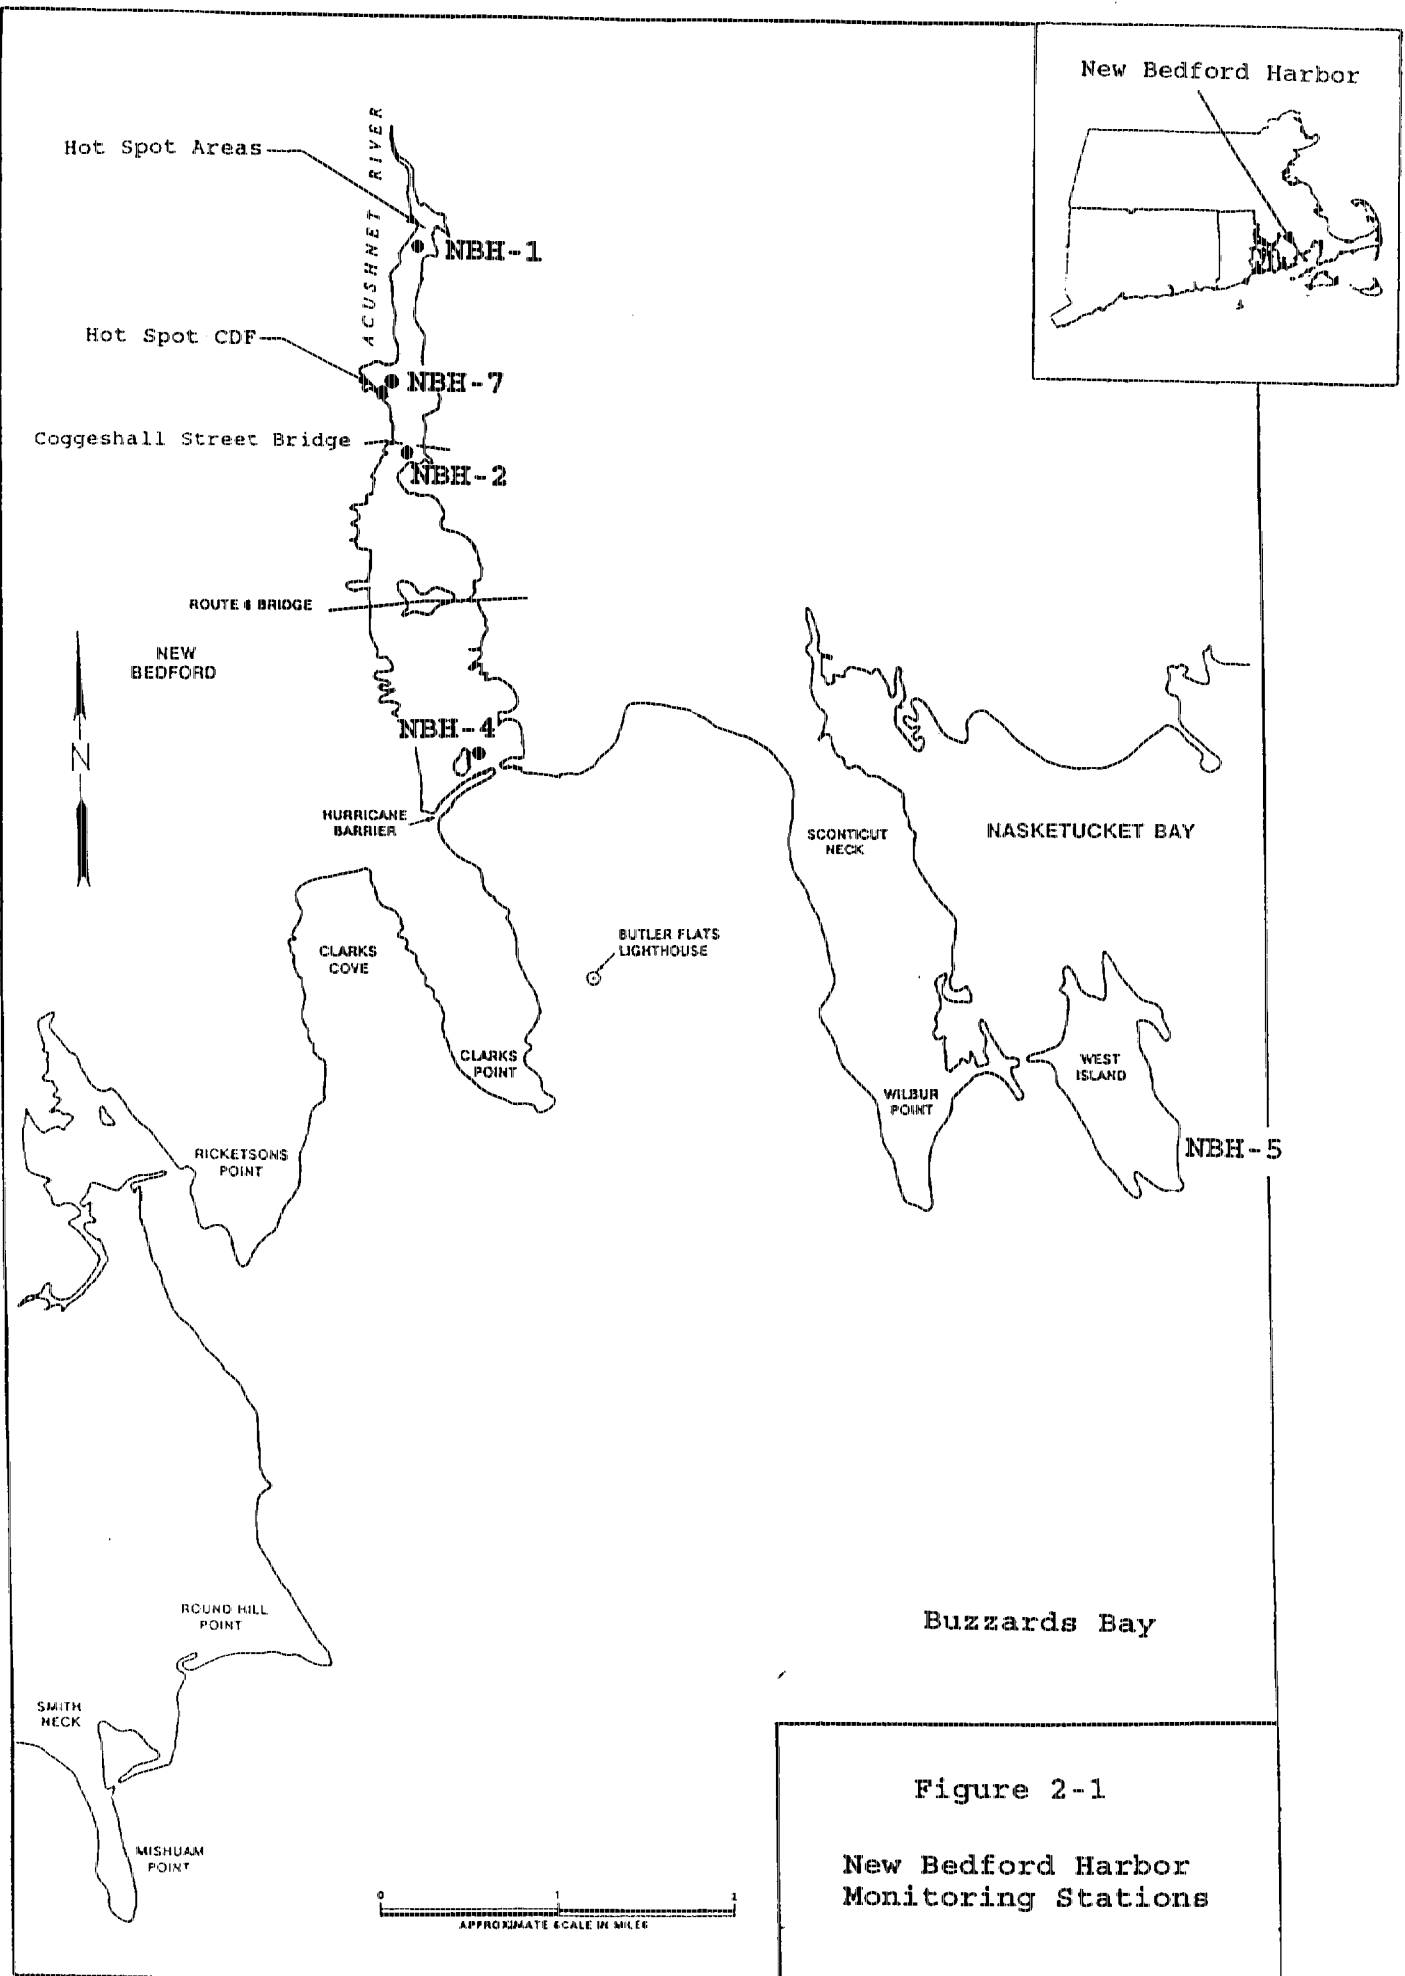 New Bedford Harbor
Hot Spot Areas
ACUSHNET RIVER
NBH-1
Hot Spot CDF
NBH-7
Coggeshall Street Bridge
NBH-2
ROUTE 6 BRIDGE
NEW
BEDFORD
NBH-4
N
HURRICANE
BARRIER
SCONTICUT
NECK
NASKETUCKET BAY
BUTLER FLATS
LIGHTHOUSE
CLARKS
COVE
CLARKS
POINT
WEST
ISLAND
WILBUR
POINT
NBH-5
RICKETSONS
POINT
ROUND HILL
POINT
Buzzards Bay
SMITH
NECK
MISHUAM
POINT
Figure 2-1
New Bedford Harbor
Monitoring Stations
0 1 1
APPROXIMATE SCALE IN MILES